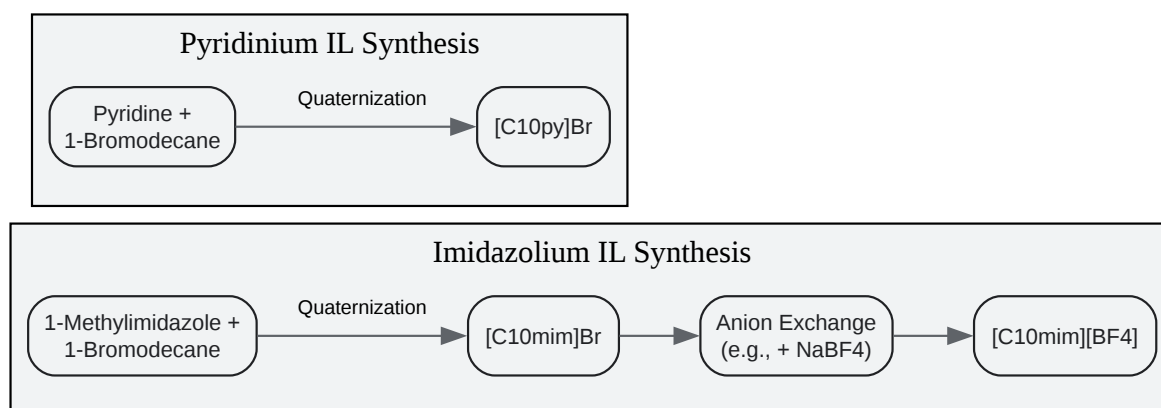 Pyridinium IL Synthesis
Pyridine +
1-Bromodecane
Quaternization
[C10py]Br
Imidazolium IL Synthesis
1-Methylimidazole +
1-Bromodecane
Quaternization
[C10mim]Br
Anion Exchange
(e.g., + NaBF4)
[C10mim][BF4]